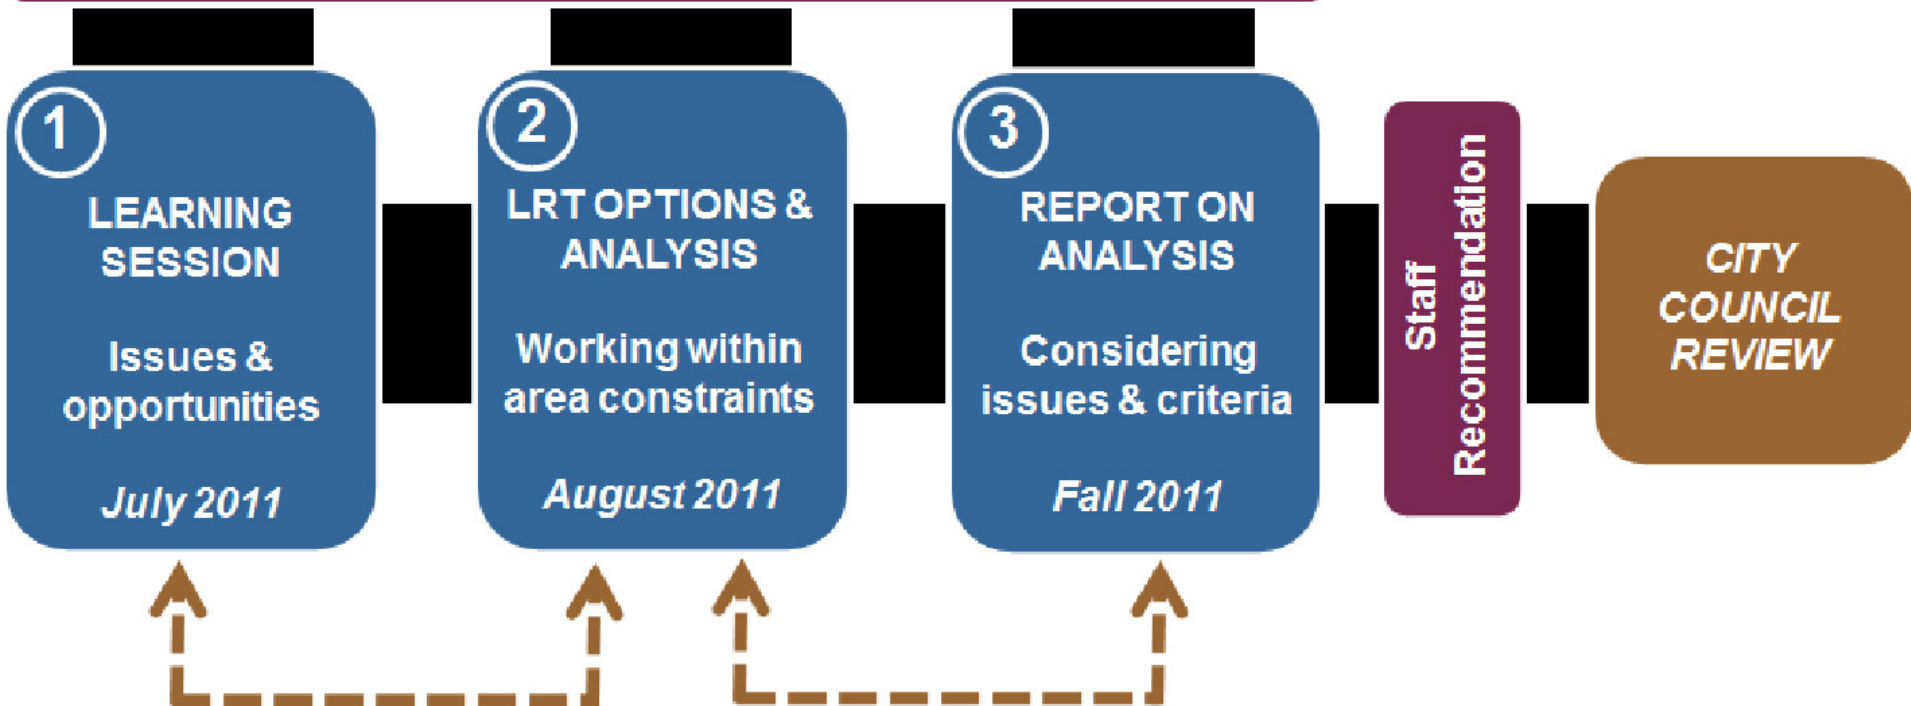 1
LEARNING
SESSION
Issues &
opportunities
July 2011
2
LRT OPTIONS &
ANALYSIS
Working within
area constraints
August 2011
3
REPORT ON
ANALYSIS
Considering
issues & criteria
Fall 2011
Staff
Recommendation
CITY
COUNCIL
REVIEW